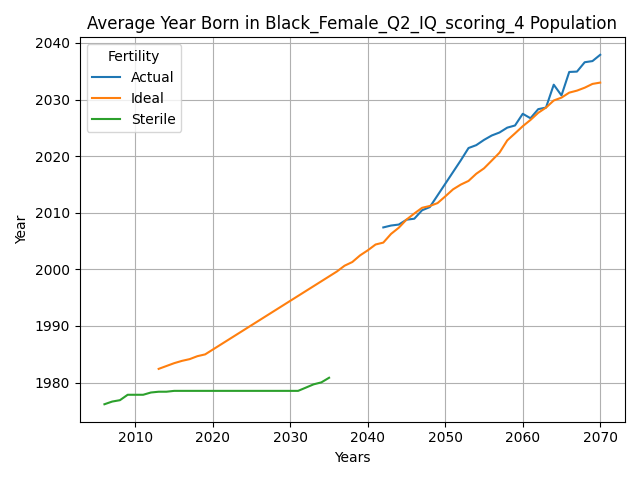 Average Year Born in Black_Female_Q2_IQ_scoring_4 Population
Fertility
Actual
Ideal
Sterile
Year
2040
2030
2020
2010
2000
1990
1980
2010 2020 2030 2040 2050 2060 2070
Years